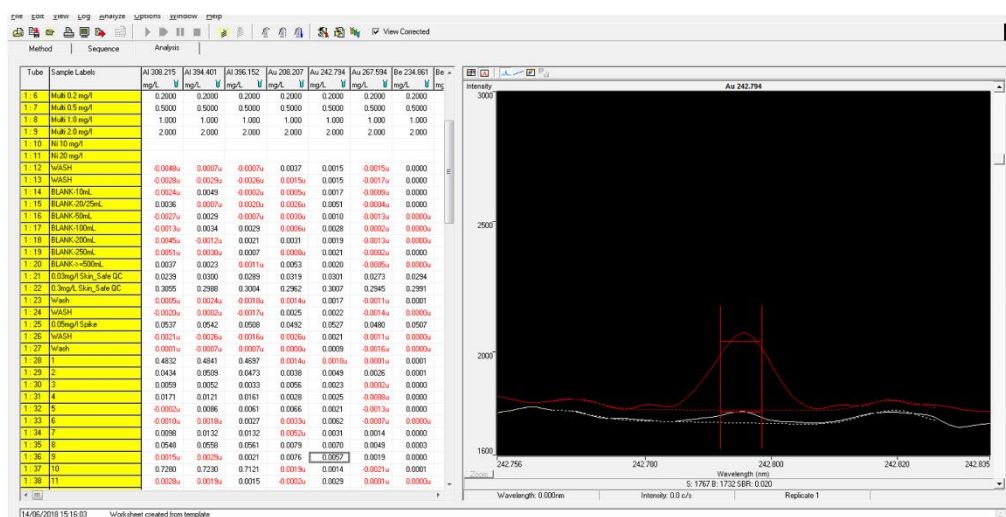 File Edit View Log Analyze Options Window Help
View Corrected
Method Sequence Analysis
Tube Sample Labels Al 308.215 Al 394.401 Al 396.152 Au 208.207 Au 242.794 Au 267.594 Be 234.861 Be
mg/L mg/L mg/L mg/L mg/L mg/L mg/L
1 : 6 Multi 0.2 mg/l 0.2000 0.2000 0.2000 0.2000 0.2000 0.2000 0.2000
1 : 7 Multi 0.5 mg/l 0.5000 0.5000 0.5000 0.5000 0.5000 0.5000 0.5000
1 : 8 Multi 1.0 mg/l 1.000 1.000 1.000 1.000 1.000 1.000 1.000
1 : 9 Multi 2.0 mg/l 2.000 2.000 2.000 2.000 2.000 2.000 2.000
1 : 10 Ni 10 mg/l
1 : 11 Ni 20 mg/l
1 : 12 WASH -0.0048u 0.0007u -0.0007u 0.0037 0.0015 -0.0015u 0.0000
1 : 13 WASH -0.0028u -0.0029u -0.0026u 0.0015u 0.0015 -0.0017u 0.0000
1 : 14 BLANK-10mL 0.0024u 0.0049 -0.0002u 0.0005u 0.0017 -0.0009u 0.0000
1 : 15 BLANK-20/25mL 0.0036 0.0007u 0.0020u 0.0026u 0.0051 -0.0004u 0.0000
1 : 16 BLANK-50mL -0.0027u 0.0029 -0.0007u 0.0030u 0.0010 -0.0013u 0.0000u
1 : 17 BLANK-100mL -0.0013u 0.0034 0.0029 0.0006u 0.0028 0.0002u 0.0000u
1 : 18 BLANK-200mL 0.0045u -0.0012u 0.0021 0.0031 0.0019 -0.0013u 0.0000u
1 : 19 BLANK-250mL 0.0051u 0.0030u 0.0007 0.0008u 0.0021 -0.0002u 0.0000
1 : 20 BLANK->=500mL 0.0037 0.0023 0.0011u 0.0053 0.0020 -0.0005u 0.0000u
1 : 21 0.03mg/l Skin_Safe QC 0.0239 0.0300 0.0289 0.0319 0.0301 0.0273 0.0294
1 : 22 0.3mg/L Skin_Safe QC 0.3055 0.2988 0.3004 0.2962 0.3007 0.2945 0.2991
1 : 23 Wash 0.0005u 0.0024u -0.0018u 0.0014u 0.0017 -0.0011u 0.0001
1 : 24 WASH -0.0020u 0.0002u -0.0017u 0.0025 0.0022 -0.0014u 0.0000u
1 : 25 0.05mg/l Spike 0.0537 0.0542 0.0508 0.0492 0.0527 0.0480 0.0507
1 : 26 WASH -0.0021u -0.0026u -0.0016u 0.0026u 0.0021 -0.0011u 0.0000u
1 : 27 Wash 0.0001u -0.0007u 0.0007u 0.0000u 0.0009 -0.0016u 0.0000u
1 : 28 1 0.4832 0.4841 0.4697 0.0014u 0.0010u 0.0001u 0.0001
1 : 29 2 0.0434 0.0509 0.0473 0.0038 0.0049 0.0026 0.0001
1 : 30 3 0.0059 0.0052 0.0033 0.0056 0.0023 0.0002u 0.0000
1 : 31 4 0.0171 0.0121 0.0161 0.0028 0.0025 -0.0008u 0.0000
1 : 32 5 -0.0002u 0.0086 0.0061 0.0066 0.0021 -0.0013u 0.0000
1 : 33 6 -0.0010u 0.0018u 0.0027 0.0033u 0.0062 -0.0007u 0.0000u
1 : 34 7 0.0098 0.0132 0.0132 0.0052u 0.0031 0.0014 0.0000
1 : 35 8 0.0548 0.0558 0.0561 0.0079 0.0070 0.0049 0.0003
1 : 36 9 0.0015u 0.0029u 0.0021 0.0076 0.0057 0.0019 0.0000
1 : 37 10 0.7280 0.7230 0.7121 0.0019u 0.0014 -0.0021u 0.0001
1 : 38 11 0.0028u 0.0019u 0.0015 -0.0002u 0.0029 0.0001u 0.0000u
Intensity Au 242.794
3000
2500
2000
1600
242.756 242.780 242.800 242.820 242.835
Zoom Wavelength (nm)
S: 1767 B: 1732 SBR: 0.020
Wavelength: 0.000nm Intensity: 0.0 c/s Replicate 1
14/06/2018 15:16:03 Worksheet created from template